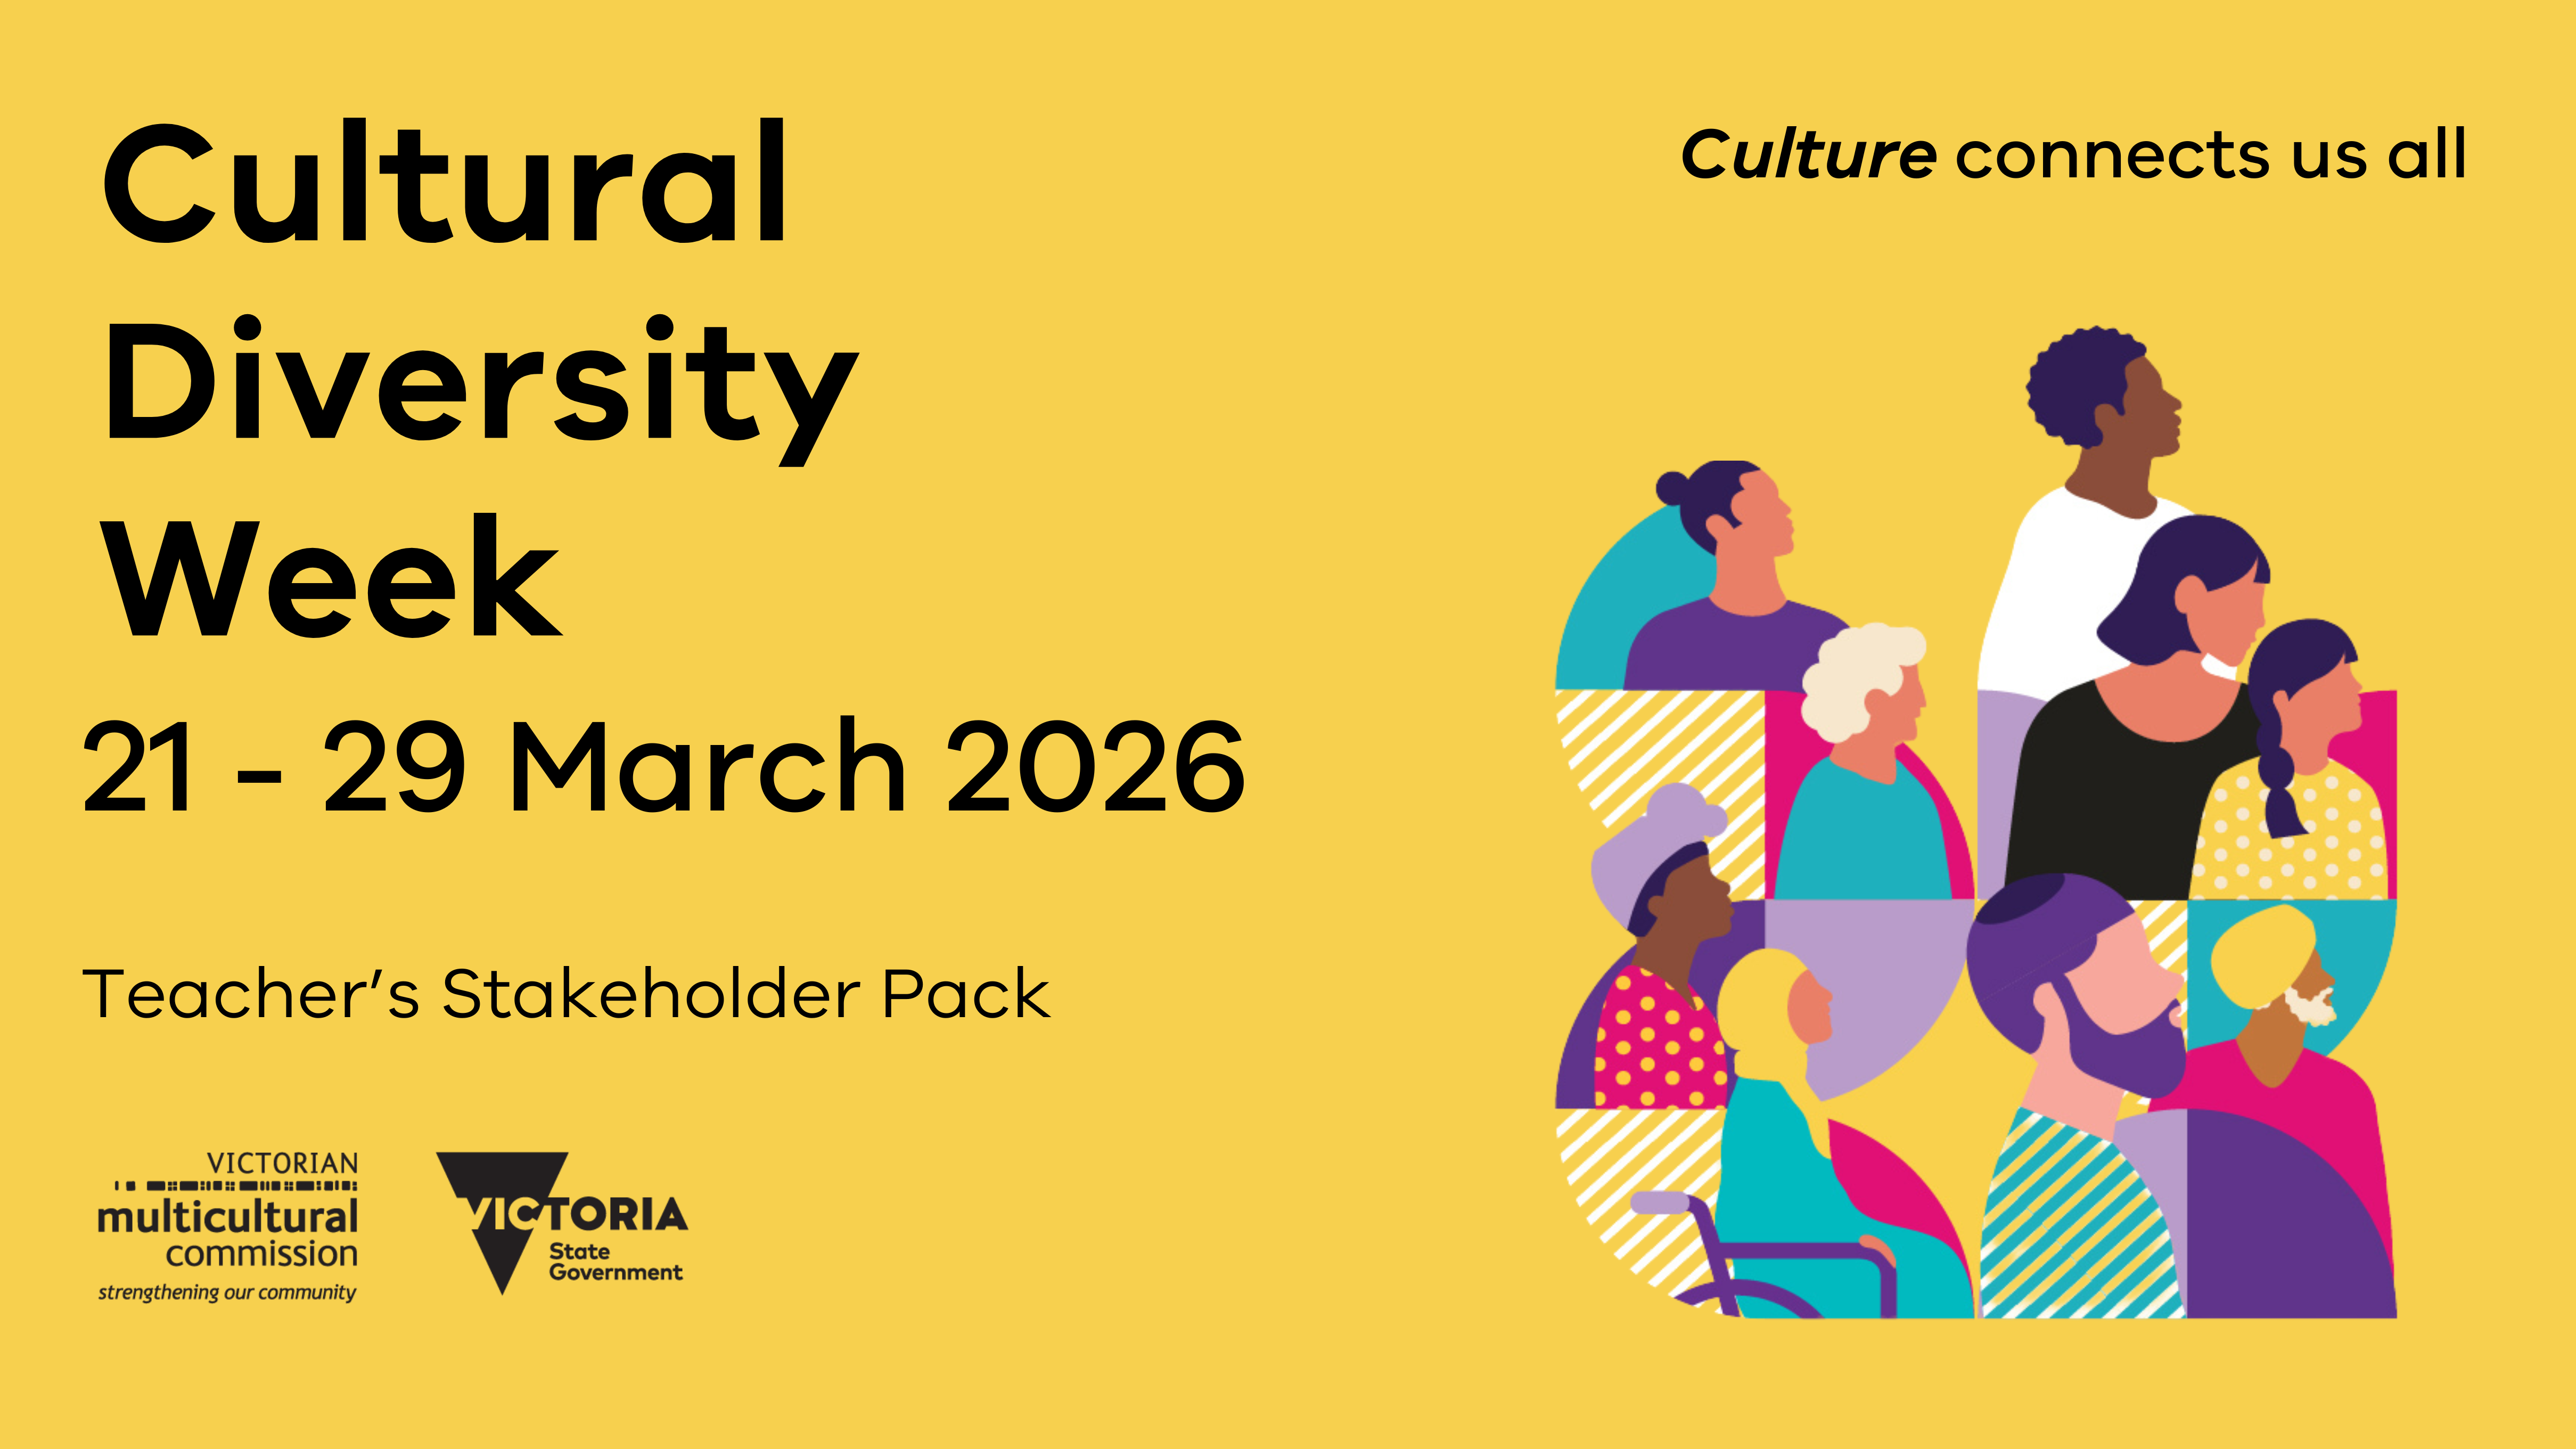 Cultural
Diversity
Week
21 - 29 March 2026
Teacher’s Stakeholder Pack
Culture connects us all
VICTORIAN
multicultural
commission
strengthening our community
VICTORIA
State
Government